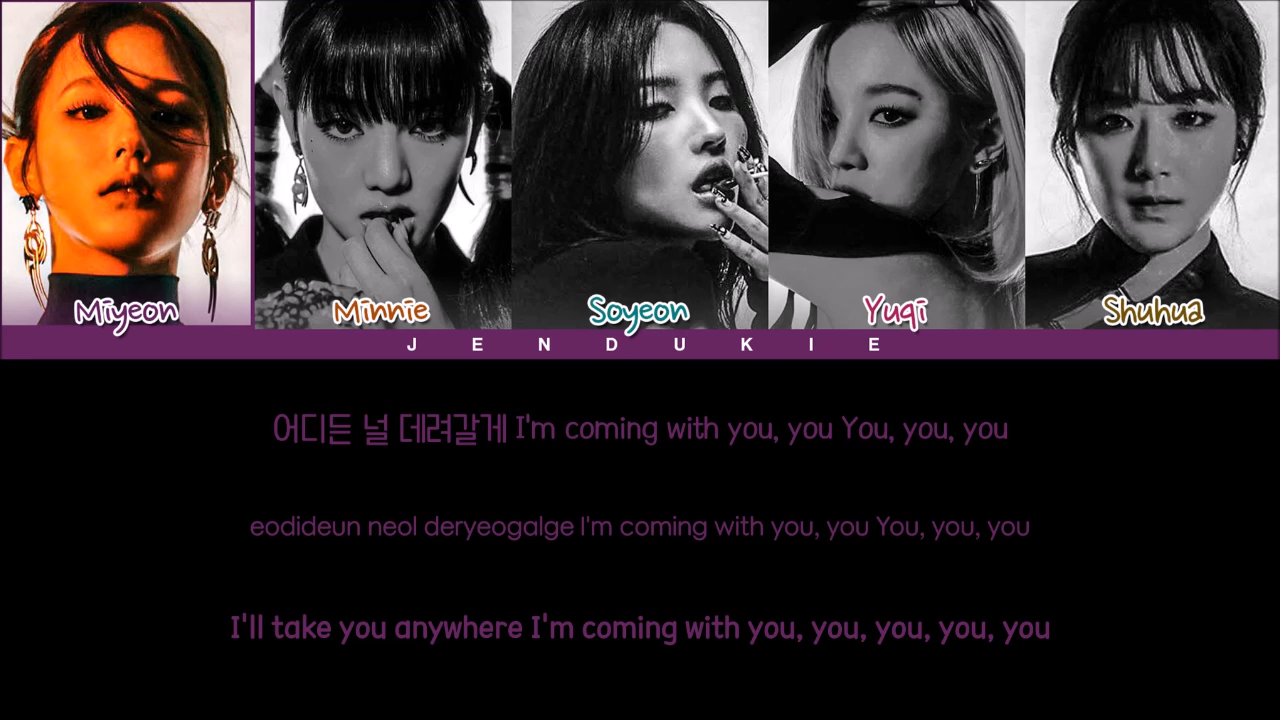 Miyeon Minnie Soyeon Yuqi Shuhua
J E N D U K I E
어디든 널 데려갈게 I'm coming with you, you You, you, you
eodideun neol deryeogalge I'm coming with you, you You, you, you
I'll take you anywhere I'm coming with you, you, you, you, you